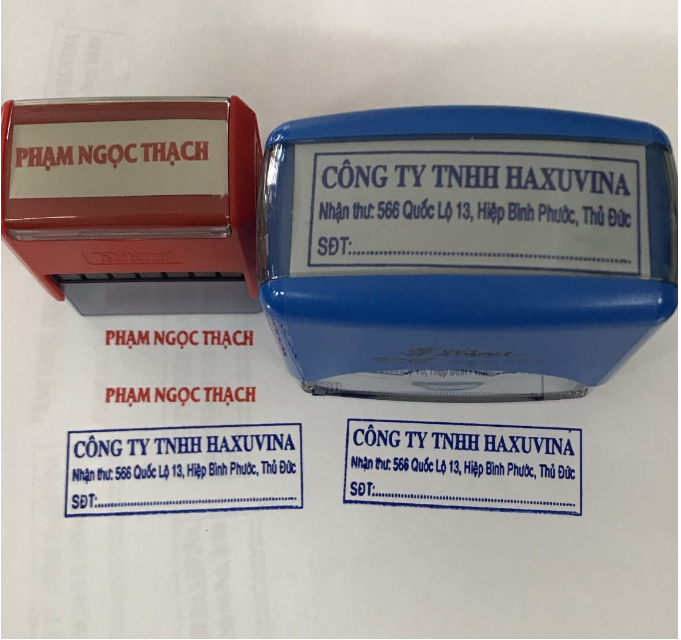 PHẠM NGỌC THẠCH
CÔNG TY TNHH HAXUVINA
Nhận thư: 566 Quốc Lộ 13, Hiệp Bình Phước, Thủ Đức
SĐT:
PHẠM NGỌC THẠCH
PHẠM NGỌC THẠCH
CÔNG TY TNHH HAXUVINA
Nhận thư: 566 Quốc Lộ 13, Hiệp Bình Phước, Thủ Đức
SĐT:
CÔNG TY TNHH HAXUVINA
Nhận thư: 566 Quốc Lộ 13, Hiệp Bình Phước, Thủ Đức
SĐT: